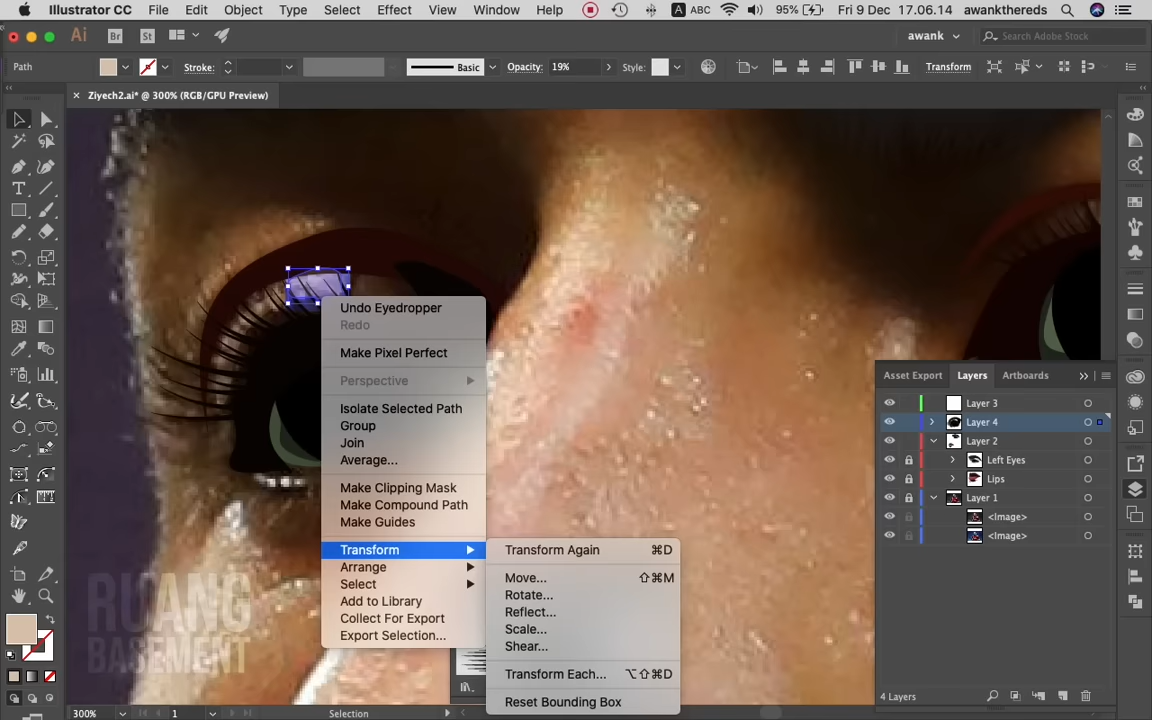 Illustrator CC File Edit Object Type Select Effect View Window Help A ABC 95% Fri 9 Dec 17.06.14 awankthereds
Ai Br St awank Search Adobe Stock
Path Stroke: Basic Opacity: 19% Style: Transform
Ziyech2.ai* @ 300% (RGB/GPU Preview)
Undo Eyedropper
Redo
Make Pixel Perfect
Perspective
Isolate Selected Path
Group
Join
Average...
Make Clipping Mask
Make Compound Path
Make Guides
Transform
Arrange
Select
Add to Library
Collect For Export
Export Selection...
Transform Again ⌘D
Move... ⇧⌘M
Rotate...
Reflect...
Scale...
Shear...
Transform Each... ⌥⇧⌘D
Reset Bounding Box
Asset Export Layers Artboards
Layer 3
Layer 4
Layer 2
Left Eyes
Lips
Layer 1
<Image>
<Image>
4 Layers
RUANG
BASEMENT
300% 1 Selection